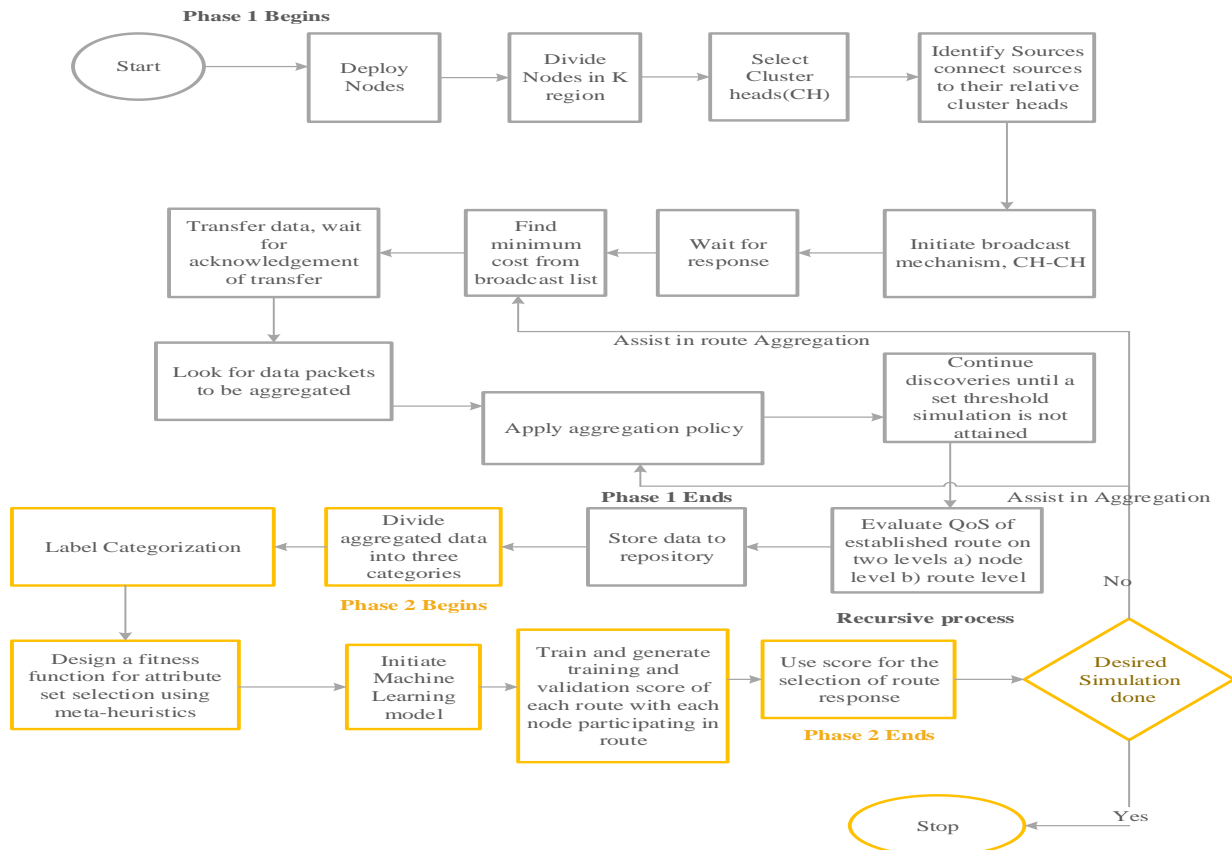 Phase 1 Begins
Start
Deploy
Nodes
Divide
Nodes in K
region
Select
Cluster
heads(CH)
Identify Sources
connect sources
to their relative
cluster heads
Transfer data, wait
for
acknowledgement
of transfer
Find
minimum
cost from
broadcast list
Wait for
response
Initiate broadcast
mechanism, CH-CH
Assist in route Aggregation
Look for data packets
to be aggregated
Apply aggregation policy
Continue
discoveries until a
set threshold
simulation is not
attained
Phase 1 Ends
Assist in Aggregation
Label Categorization
Divide
aggregated data
into three
categories
Store data to
repository
Evaluate QoS of
established route on
two levels a) node
level b) route level
No
Phase 2 Begins
Recursive process
Design a fitness
function for attribute
set selection using
meta-heuristics
Initiate
Machine
Learning
model
Train and generate
training and
validation score of
each route with each
node participating in
route
Use score for the
selection of route
response
Desired
Simulation
done
Phase 2 Ends
Yes
Stop